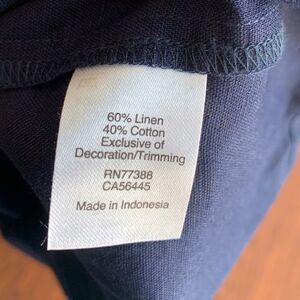 60% Linen
40% Cotton
Exclusive of
Decoration/Trimming
RN77388
CA56445
Made in Indonesia